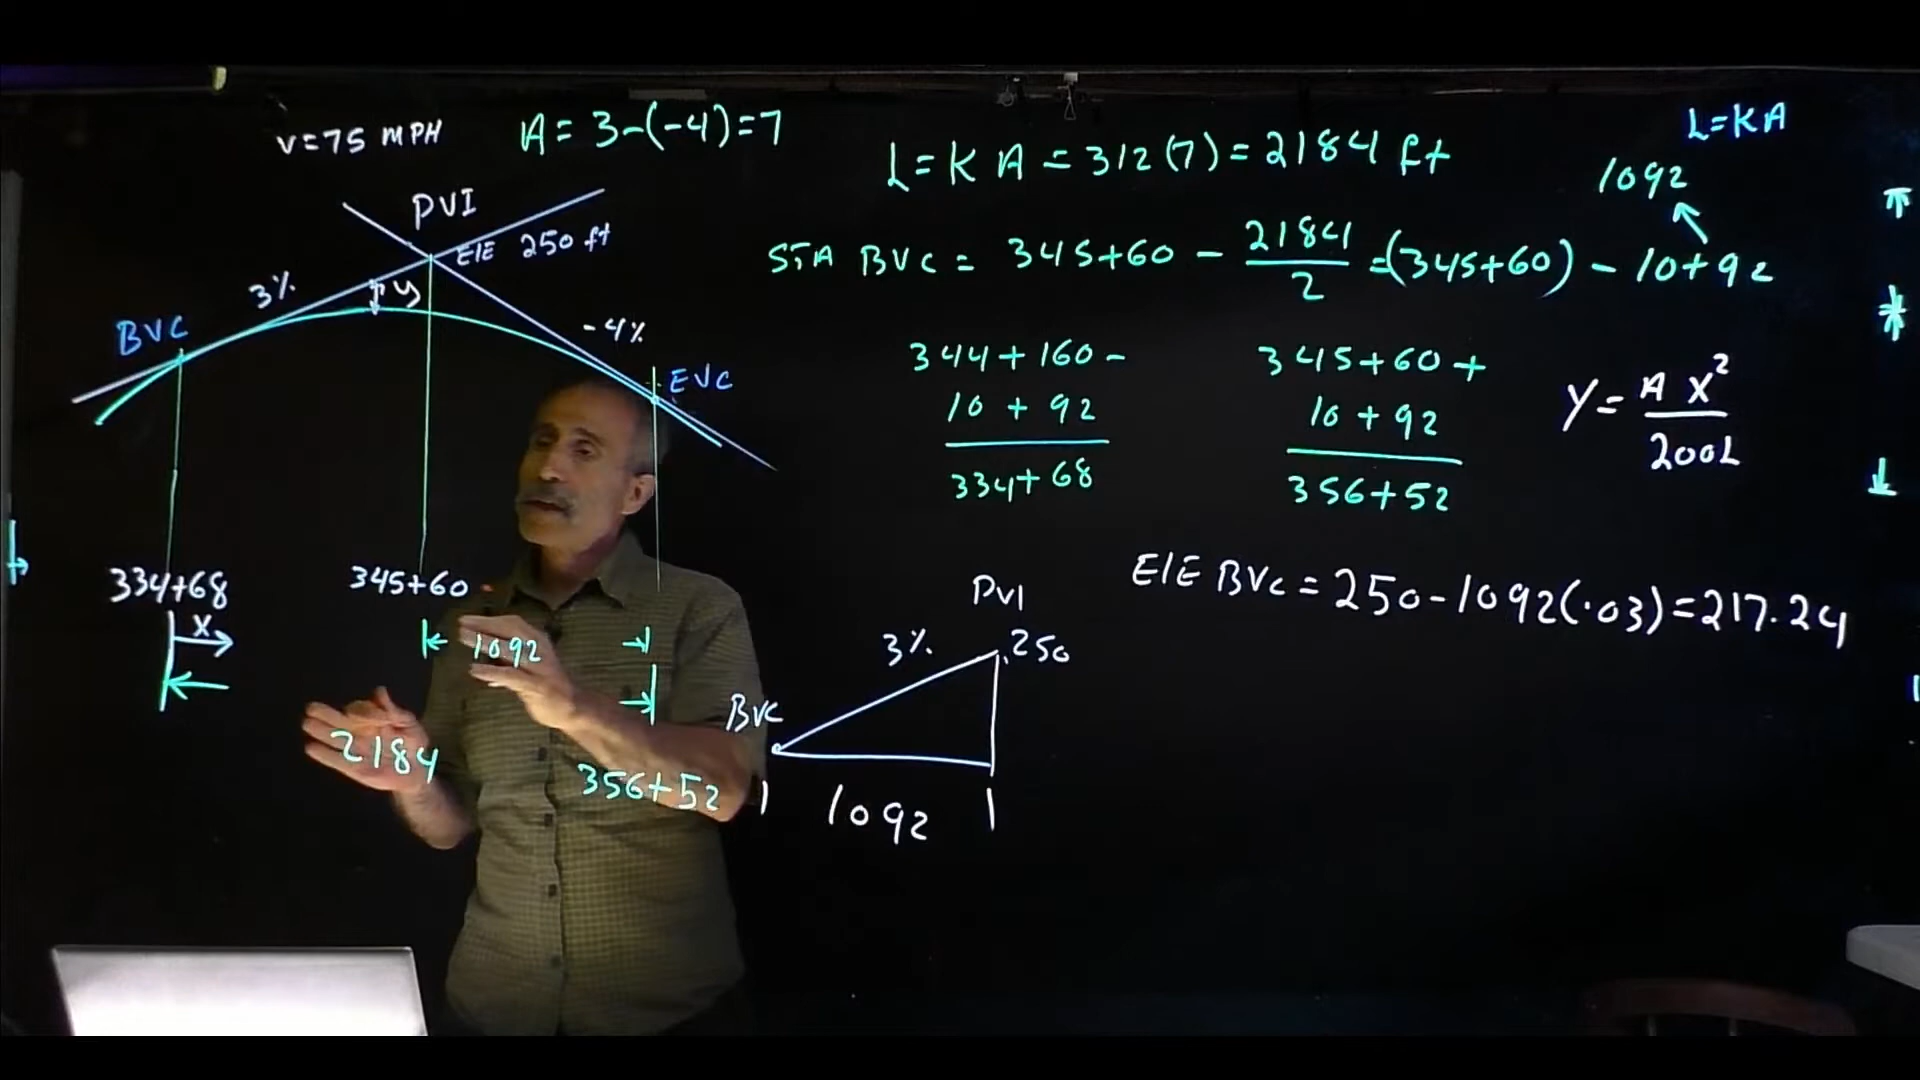 V=75 MPH
A = 3-(-4)=7
L=KA
L= K A = 312(7) = 2184 ft
1092
PVI
ElE 250 ft
STA BVC = 345+60 - 2184/2 =(345+60) - 10+92
3%
y
BVC
-4%
EVC
344+160 -
10 + 92
334+68
345+60 +
10 + 92
356+52
Y = A X²/200L
334+68
345+60
X
1092
2184
356+52
ElE BVC = 250-1092(.03)=217.24
PVI
3%
250
BVC
1092